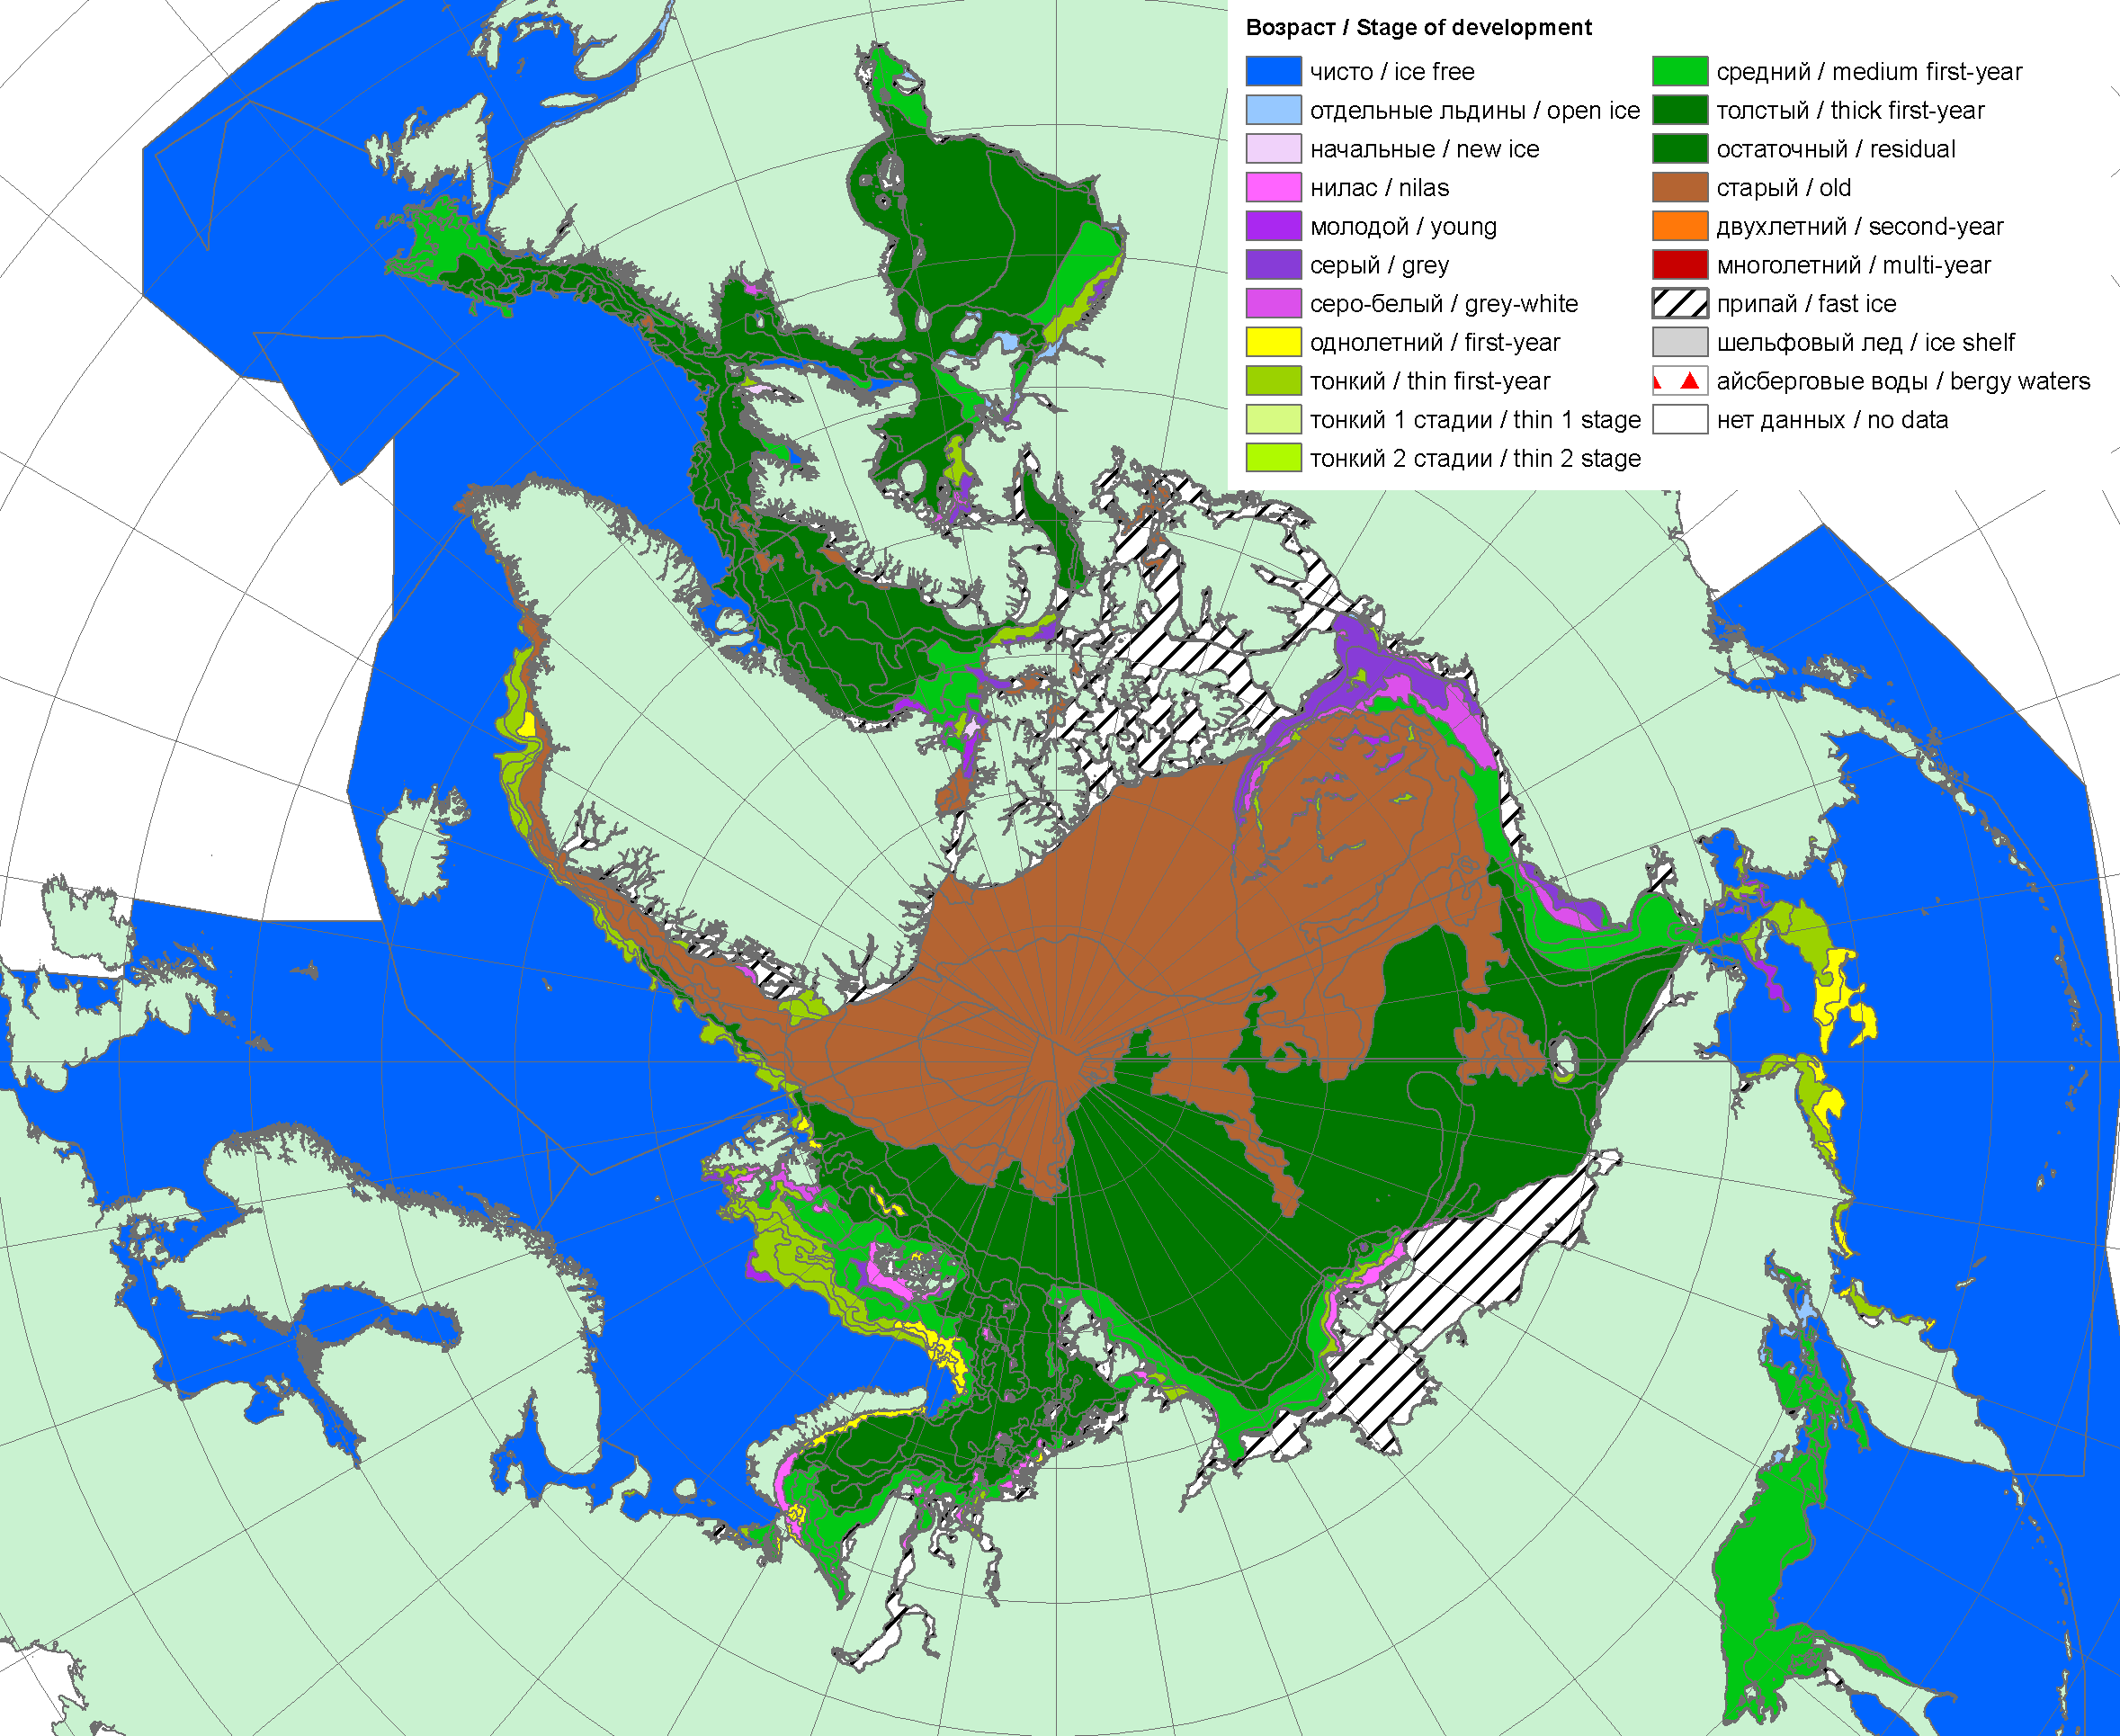 Возраст / Stage of development
чисто / ice free
отдельные льдины / open ice
начальные / new ice
нилас / nilas
молодой / young
серый / grey
серо-белый / grey-white
однолетний / first-year
тонкий / thin first-year
тонкий 1 стадии / thin 1 stage
тонкий 2 стадии / thin 2 stage
средний / medium first-year
толстый / thick first-year
остаточный / residual
старый / old
двухлетний / second-year
многолетний / multi-year
припай / fast ice
шельфовый лед / ice shelf
айсберговые воды / bergy waters
нет данных / no data